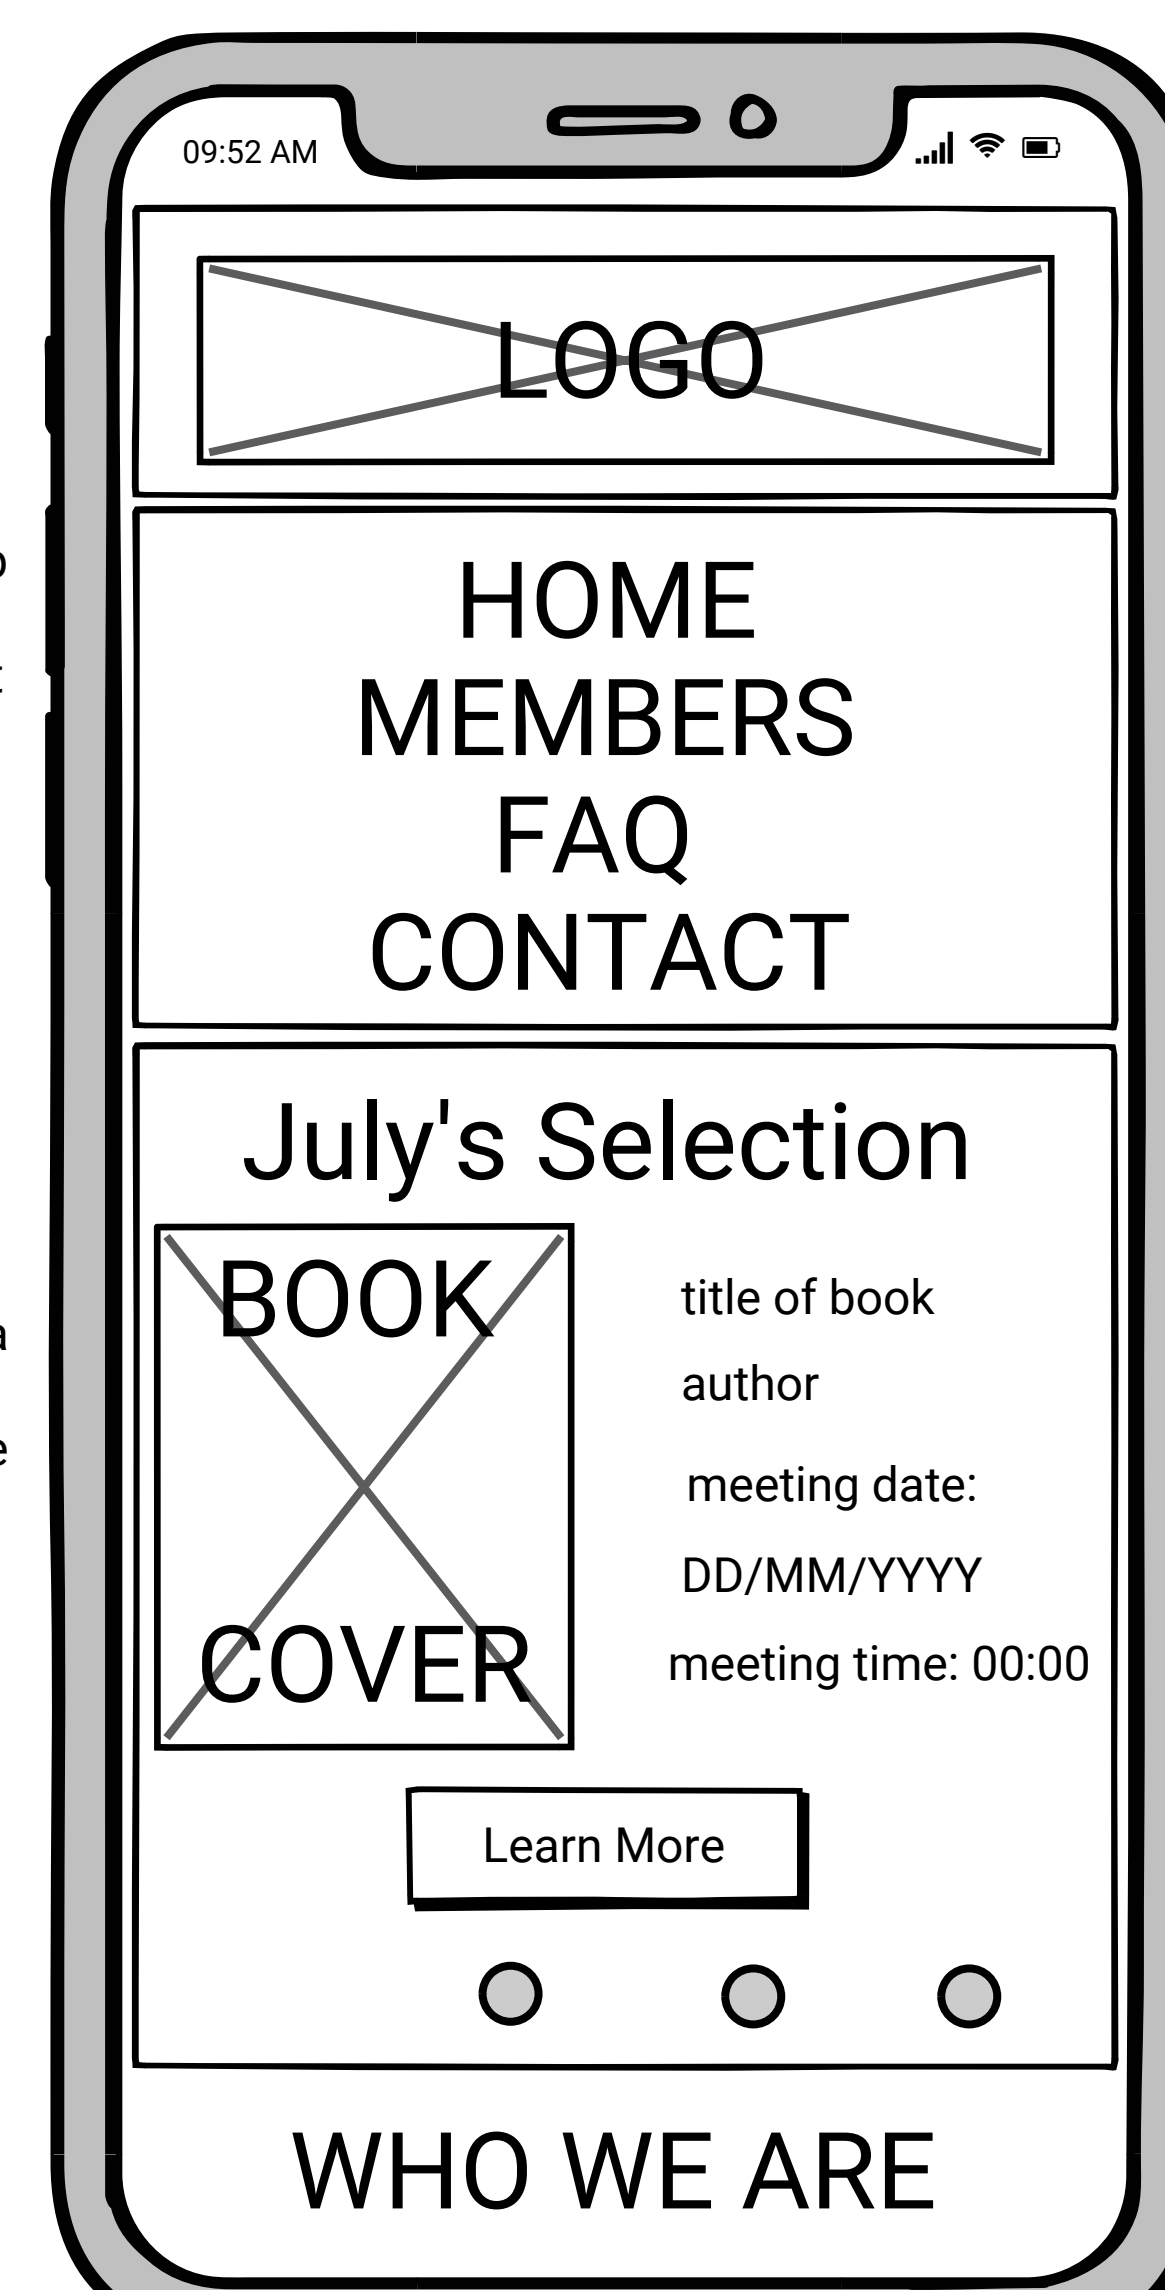 09:52 AM
LOGO
HOME
MEMBERS
FAQ
CONTACT
July's Selection
BOOK
COVER
title of book
author
meeting date:
DD/MM/YYYY
meeting time: 00:00
Learn More
WHO WE ARE